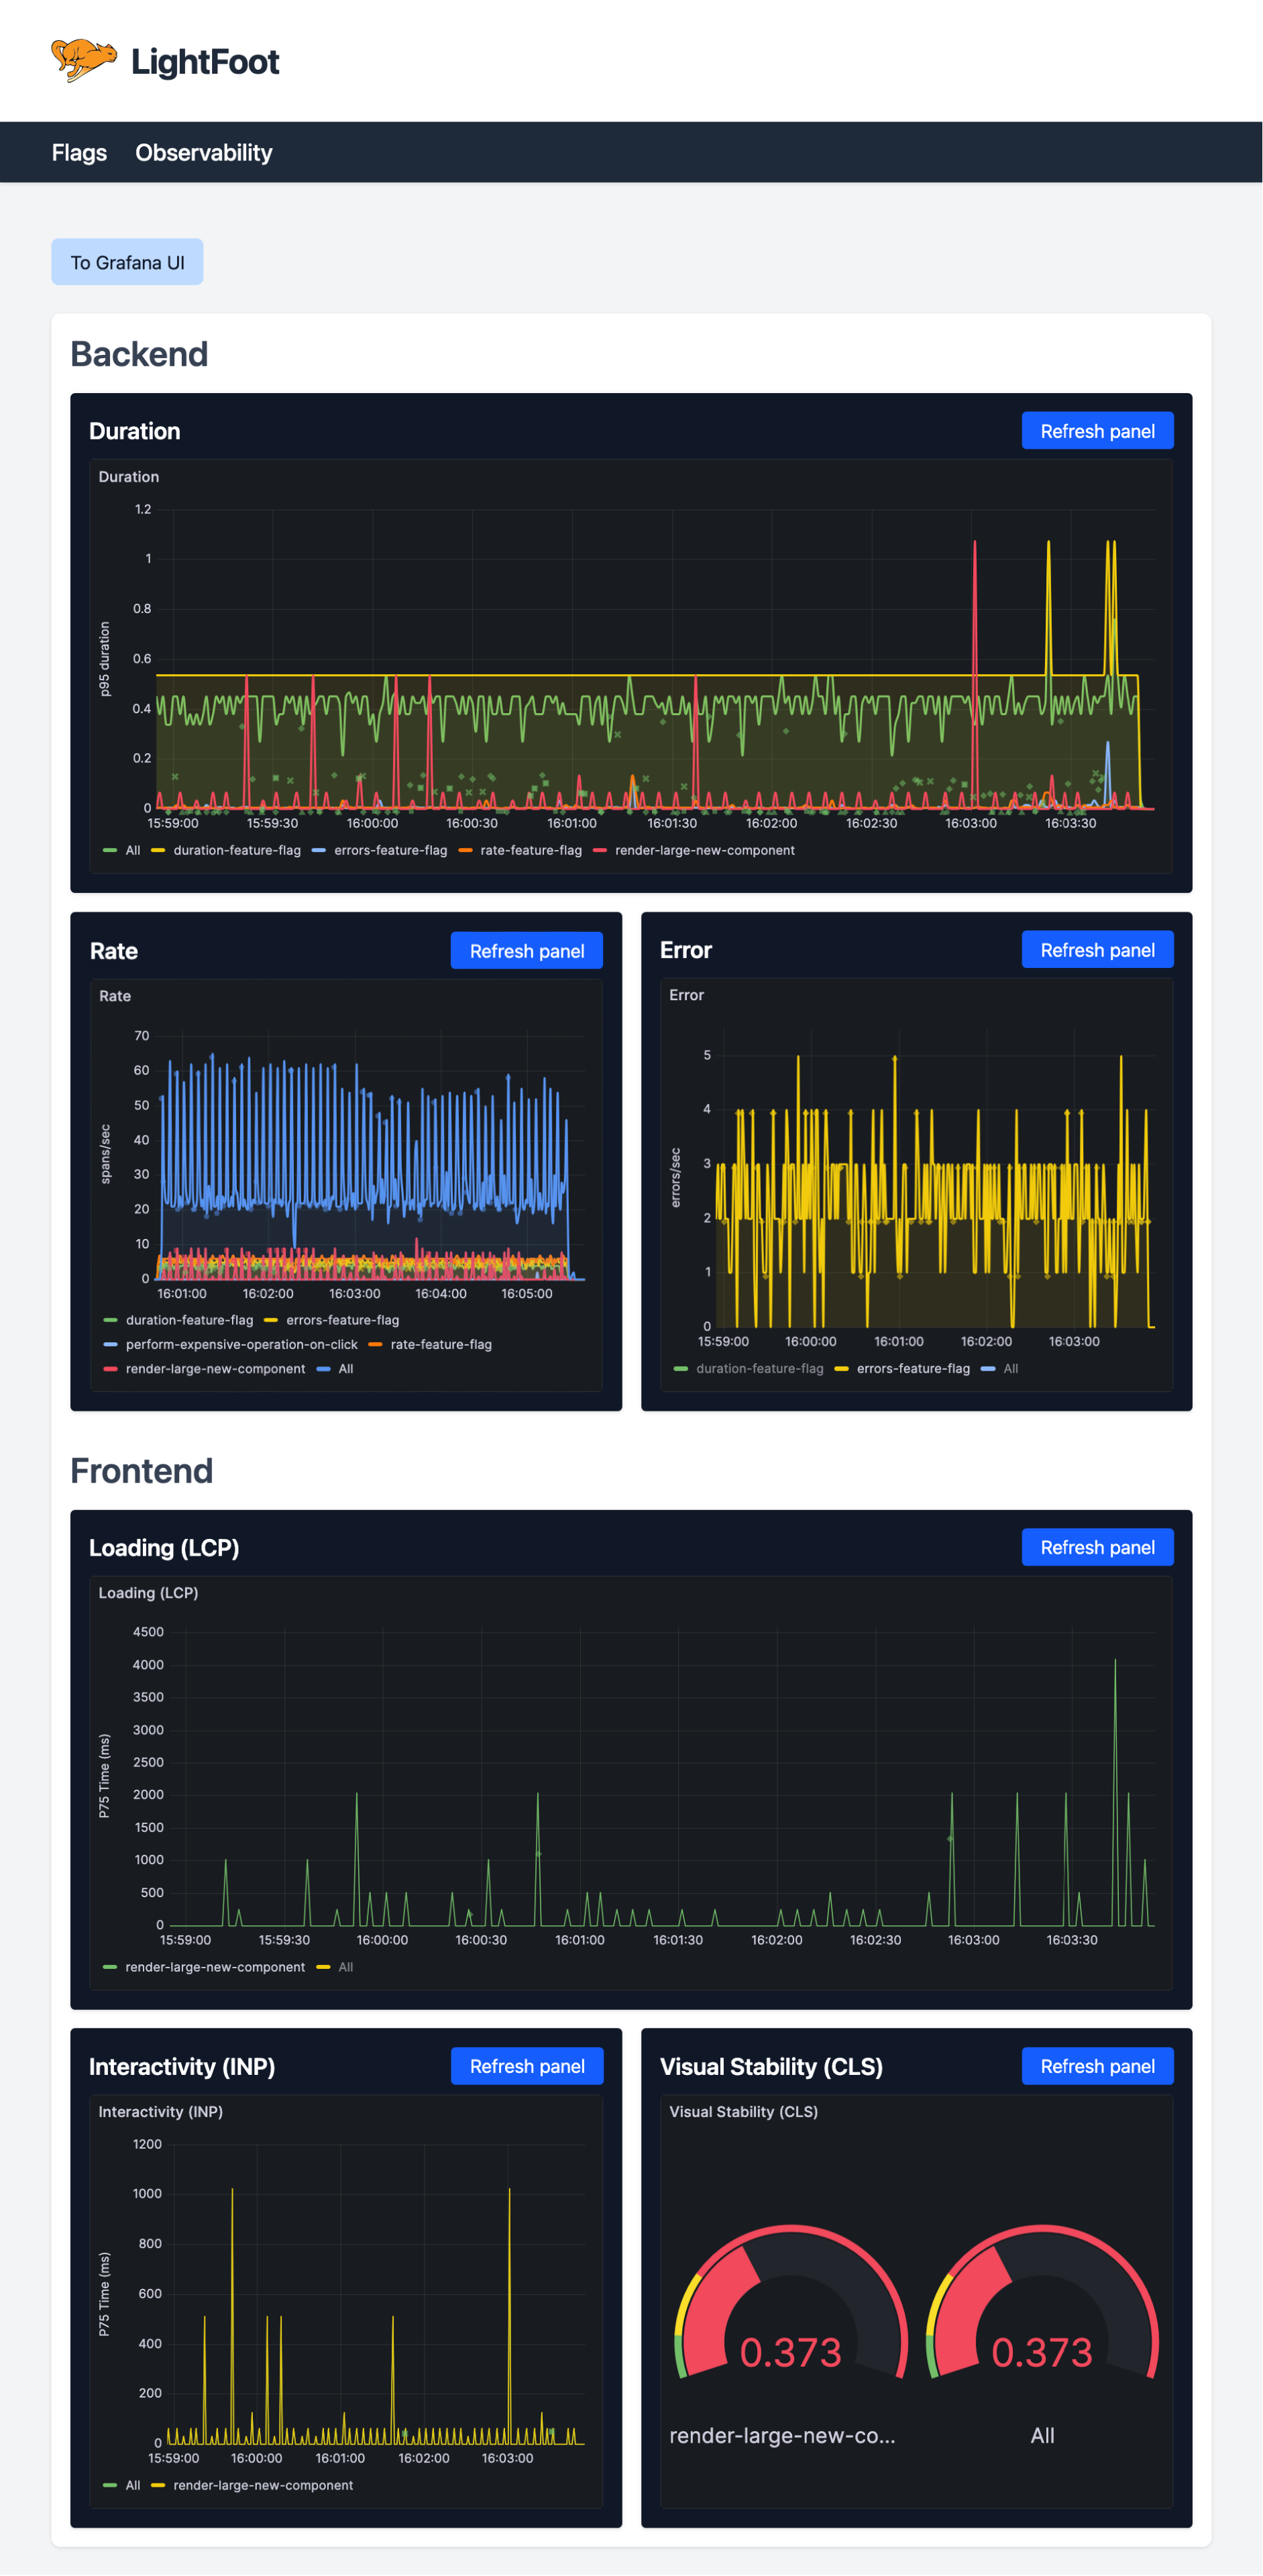 LightFoot
Flags Observability
To Grafana UI
Backend
Duration Refresh panel
Duration
p95 duration
1.2
1
0.8
0.6
0.4
0.2
0
15:59:00 15:59:30 16:00:00 16:00:30 16:01:00 16:01:30 16:02:00 16:02:30 16:03:00 16:03:30
All duration-feature-flag errors-feature-flag rate-feature-flag render-large-new-component
Rate Refresh panel
Rate
spans/sec
70
60
50
40
30
20
10
0
16:01:00 16:02:00 16:03:00 16:04:00 16:05:00
duration-feature-flag errors-feature-flag
perform-expensive-operation-on-click rate-feature-flag
render-large-new-component All
Error Refresh panel
Error
errors/sec
5
4
3
2
1
0
15:59:00 16:00:00 16:01:00 16:02:00 16:03:00
duration-feature-flag errors-feature-flag All
Frontend
Loading (LCP) Refresh panel
Loading (LCP)
P75 Time (ms)
4500
4000
3500
3000
2500
2000
1500
1000
500
0
15:59:00 15:59:30 16:00:00 16:00:30 16:01:00 16:01:30 16:02:00 16:02:30 16:03:00 16:03:30
render-large-new-component All
Interactivity (INP) Refresh panel
Interactivity (INP)
P75 Time (ms)
1200
1000
800
600
400
200
0
15:59:00 16:00:00 16:01:00 16:02:00 16:03:00
All render-large-new-component
Visual Stability (CLS) Refresh panel
Visual Stability (CLS)
0.373 0.373
render-large-new-co... All